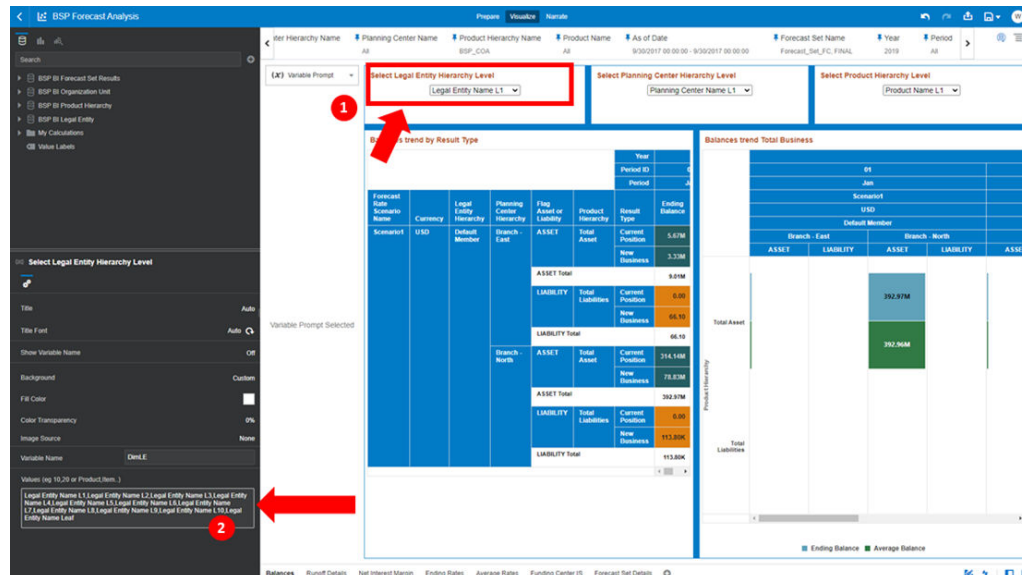 BSP Forecast Analysis
Prepare Visualize Narrate
Search
BSP BI Forecast Set Results
BSP BI Organization Unit
BSP BI Product Hierarchy
BSP BI Legal Entity
My Calculations
Value Labels
Select Legal Entity Hierarchy Level
Title Auto
Title Font Auto
Show Variable Name Off
Background Custom
Fill Color
Color Transparency 0%
Image Source None
Variable Name DimLE
Values (eg 10,20 or Product,Item..)
Legal Entity Name L1,Legal Entity Name L2,Legal Entity Name L3,Legal Entity
Name L4,Legal Entity Name L5,Legal Entity Name L6,Legal Entity Name
L7,Legal Entity Name L8,Legal Entity Name L9,Legal Entity Name L10,Legal
Entity Name Leaf
2
Hierarchy Name
Planning Center Name
All
Product Hierarchy Name
BSP_COA
Product Name
All
As of Date
9/30/2017 00:00:00 - 9/30/2017 00:00:00
Forecast Set Name
Forecast_Set_FC, FINAL
Year
2019
Period
All
(X) Variable Prompt
1
Variable Prompt Selected
Select Legal Entity Hierarchy Level
Legal Entity Name L1
Select Planning Center Hierarchy Level
Planning Center Name L1
Select Product Hierarchy Level
Product Name L1
trend by Result Type
Year
Period ID
Period
Forecast Rate Scenario Name
Currency
Legal Entity Hierarchy
Planning Center Hierarchy
Flag Asset or Liability
Product Hierarchy
Result Type
Ending Balance
Scenario1 USD Default Member Branch - East ASSET Total Asset Current Position 5.67M
New Business 3.33M
ASSET Total 9.01M
LIABILITY Total Liabilities Current Position 0.00
New Business 66.10
LIABILITY Total 66.10
Branch - North ASSET Total Asset Current Position 314.14M
New Business 78.83M
ASSET Total 392.97M
LIABILITY Total Liabilities Current Position 0.00
New Business 113.80K
LIABILITY Total 113.80K
Balances trend Total Business
01
Jan
Scenario1
USD
Default Member
Branch - East Branch - North
ASSET LIABILITY ASSET LIABILITY
Product Hierarchy
Total Asset
392.97M
392.96M
Total Liabilities
Ending Balance Average Balance
Balances Runoff Details Net Interest Margin Ending Rates Average Rates Funding Center IS Forecast Set Details